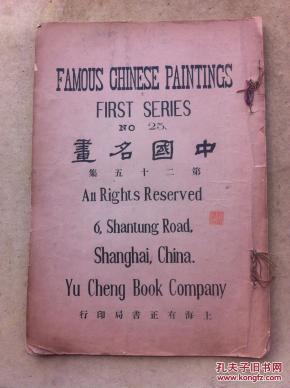 FAMOUS CHINESE PAINTINGS
FIRST SERIES
NO 25.
畫名國中
集五十二第
All Rights Reserved
6, Shantung Road,
Shanghai, China.
Yu Cheng Book Company
行印局書正有海上